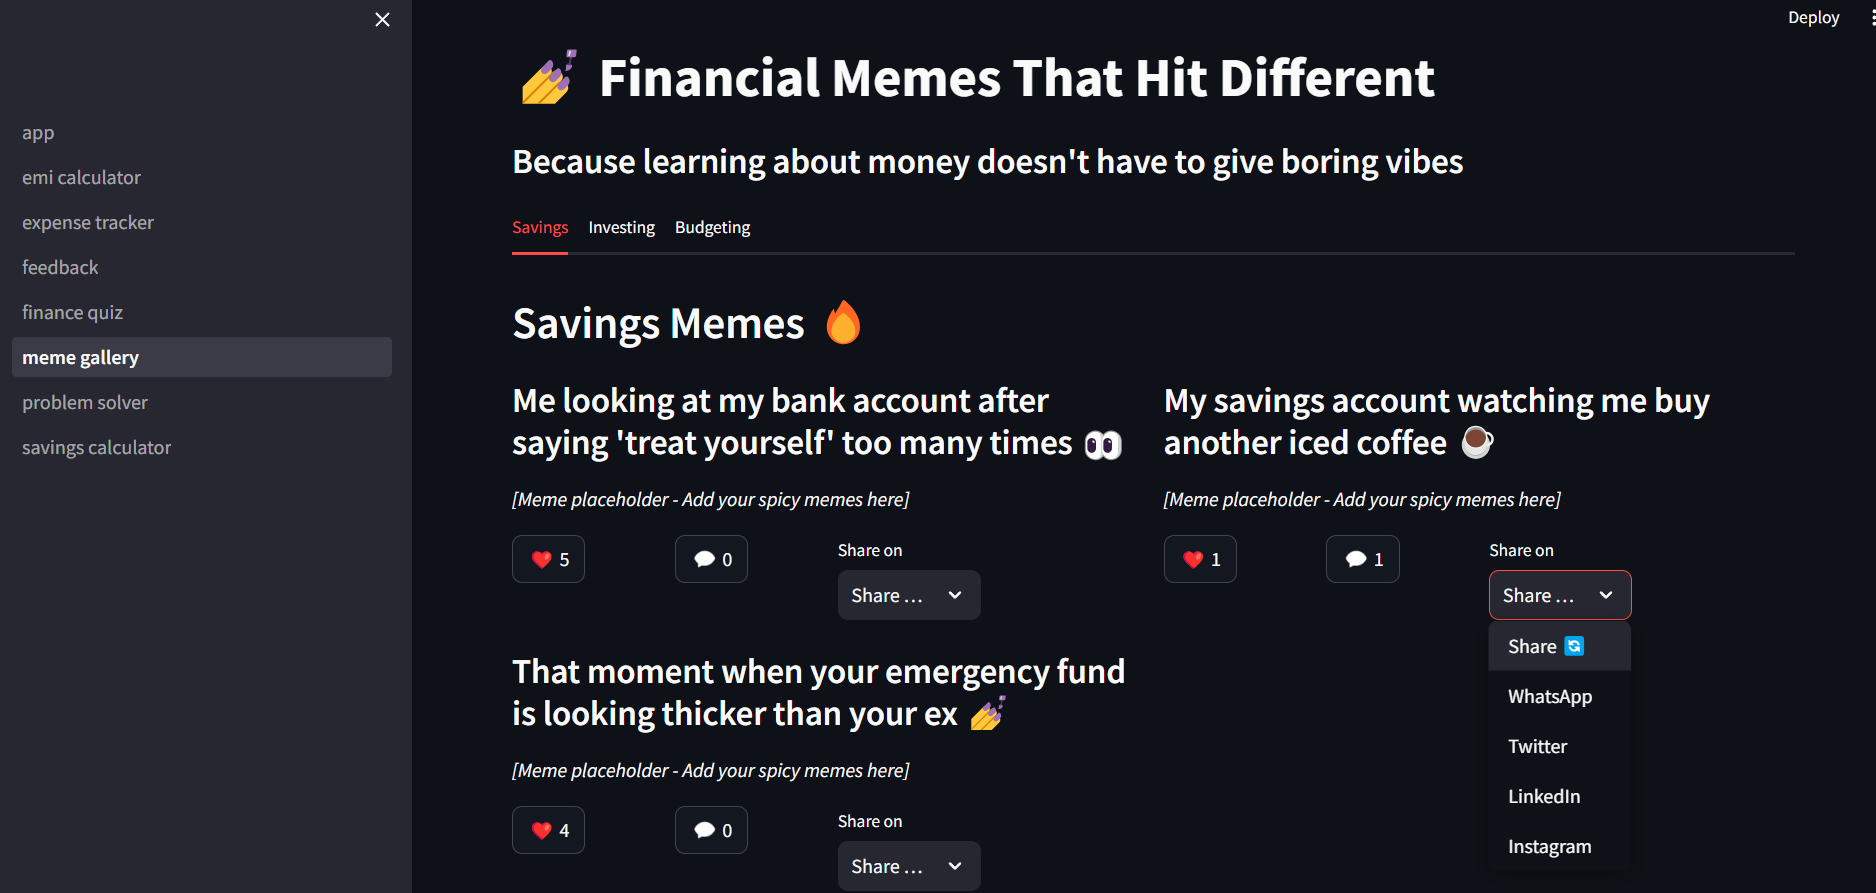 Deploy
app
emi calculator
expense tracker
feedback
finance quiz
meme gallery
problem solver
savings calculator
💅 Financial Memes That Hit Different
Because learning about money doesn't have to give boring vibes
Savings Investing Budgeting
Savings Memes 🔥
Me looking at my bank account after
saying 'treat yourself' too many times 👀
[Meme placeholder - Add your spicy memes here]
❤️ 5 💬 0
Share on
Share ...
My savings account watching me buy
another iced coffee ☕
[Meme placeholder - Add your spicy memes here]
❤️ 1 💬 1
Share on
Share ...
Share 🔄
WhatsApp
Twitter
LinkedIn
Instagram
That moment when your emergency fund
is looking thicker than your ex 💅
[Meme placeholder - Add your spicy memes here]
❤️ 4 💬 0
Share on
Share ...